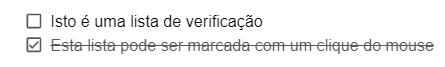 Isto é uma lista de verificação
Esta lista pode ser marcada com um clique do mouse